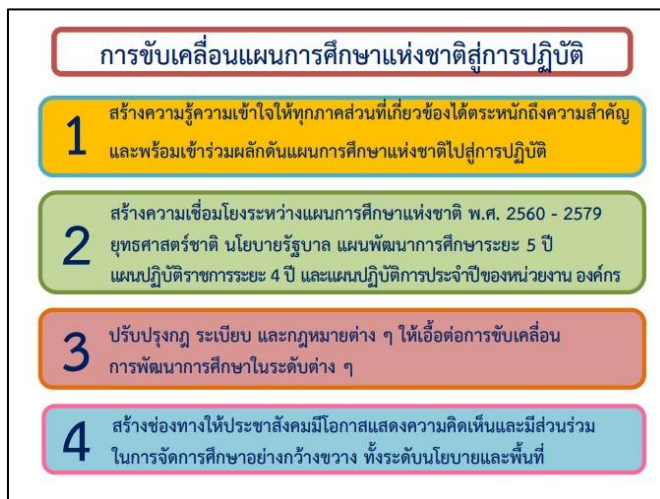 การขับเคลื่อนแผนการศึกษาแห่งชาติสู่การปฏิบัติ
1
สร้างความรู้ความเข้าใจให้ทุกภาคส่วนที่เกี่ยวข้องได้ตระหนักถึงความสำคัญ
และพร้อมเข้าร่วมผลักดันแผนการศึกษาแห่งชาติไปสู่การปฏิบัติ
2
สร้างความเชื่อมโยงระหว่างแผนการศึกษาแห่งชาติ พ.ศ. 2560 - 2579
ยุทธศาสตร์ชาติ นโยบายรัฐบาล แผนพัฒนาการศึกษาระยะ 5 ปี
แผนปฏิบัติราชการระยะ 4 ปี และแผนปฏิบัติการประจำปีของหน่วยงาน องค์กร
3
ปรับปรุงกฎ ระเบียบ และกฎหมายต่าง ๆ ให้เอื้อต่อการขับเคลื่อน
การพัฒนาการศึกษาในระดับต่าง ๆ
4
สร้างช่องทางให้ประชาสังคมมีโอกาสแสดงความคิดเห็นและมีส่วนร่วม
ในการจัดการศึกษาอย่างกว้างขวาง ทั้งระดับนโยบายและพื้นที่